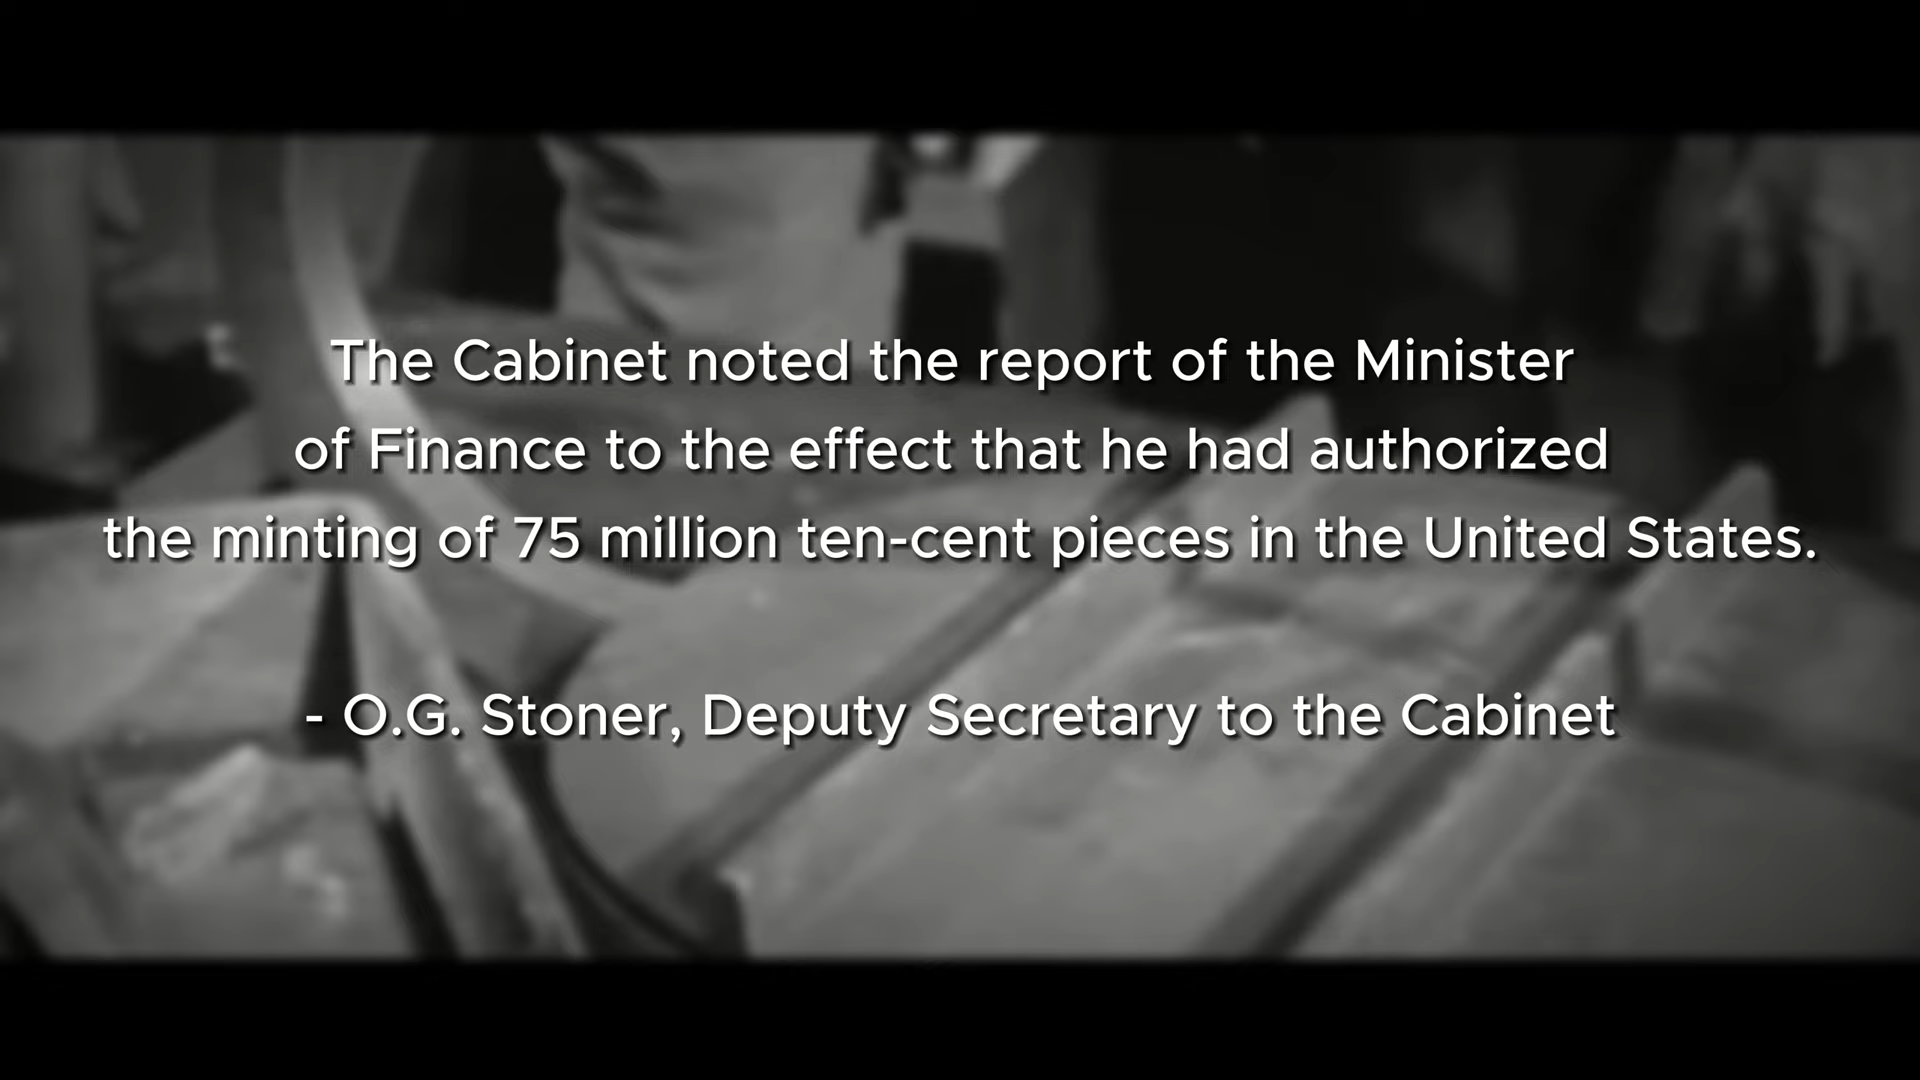 The Cabinet noted the report of the Minister
of Finance to the effect that he had authorized
the minting of 75 million ten-cent pieces in the United States.
- O.G. Stoner, Deputy Secretary to the Cabinet